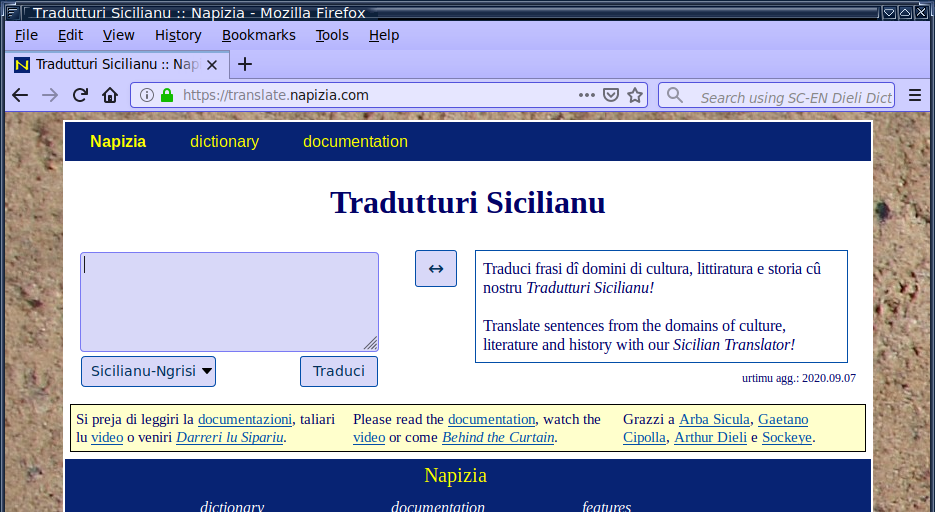 Tradutturi Sicilianu :: Napizia - Mozilla Firefox
File Edit View History Bookmarks Tools Help
Tradutturi Sicilianu :: Nap
https://translate.napizia.com
Search using SC-EN Dieli Dict
Napizia dictionary documentation
Tradutturi Sicilianu
Traduci frasi dî domini di cultura, littiratura e storia cû
nostru Tradutturi Sicilianu!
Translate sentences from the domains of culture,
literature and history with our Sicilian Translator!
Sicilianu-Ngrisi
Traduci
urtimu agg.: 2020.09.07
Si preja di leggiri la documentazioni, taliari
lu video o veniri Darreri lu Sipariu.
Please read the documentation, watch the
video or come Behind the Curtain.
Grazzi a Arba Sicula, Gaetano
Cipolla, Arthur Dieli e Sockeye.
Napizia
dictionary documentation features